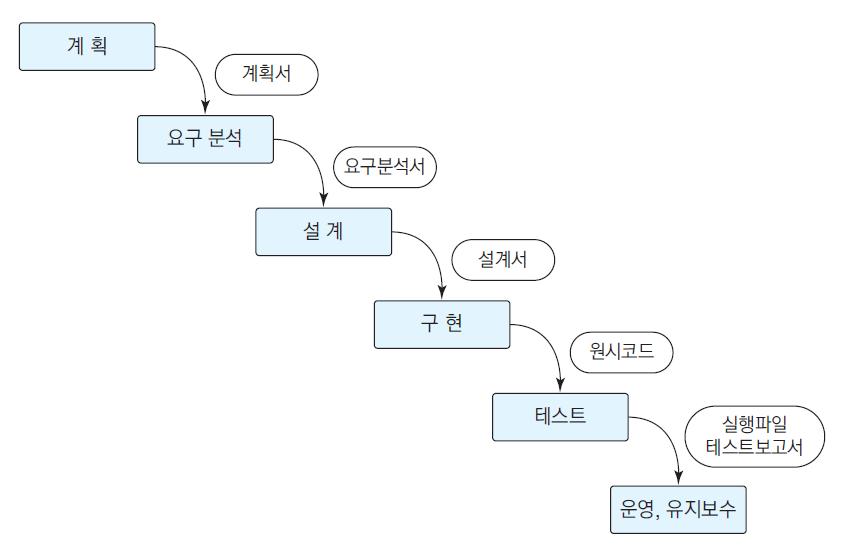 계 획
계획서
요구 분석
요구분석서
설 계
설계서
구 현
원시코드
테스트
실행파일
테스트보고서
운영, 유지보수